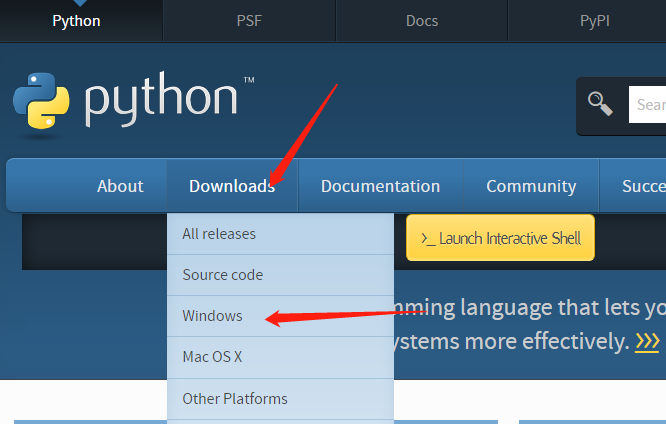 Python PSF Docs PyPI
python™
Sear
About Downloads Documentation Community Succe
All releases
>_ Launch Interactive Shell
Source code
Windows
mming language that lets yo
Mac OS X
ystems more effectively. >>>
Other Platforms